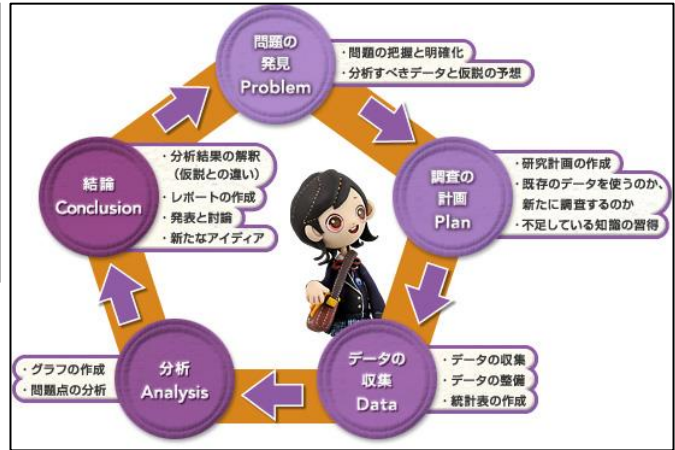 問題の
発見
Problem
・問題の把握と明確化
・分析すべきデータと仮説の予想
調査の
計画
Plan
・研究計画の作成
・既存のデータを使うのか、
新たに調査するのか
・不足している知識の習得
データの
収集
Data
・データの収集
・データの整備
・統計表の作成
分析
Analysis
・グラフの作成
・問題点の分析
結論
Conclusion
・分析結果の解釈
（仮説との違い）
・レポートの作成
・発表と討論
・新たなアイディア